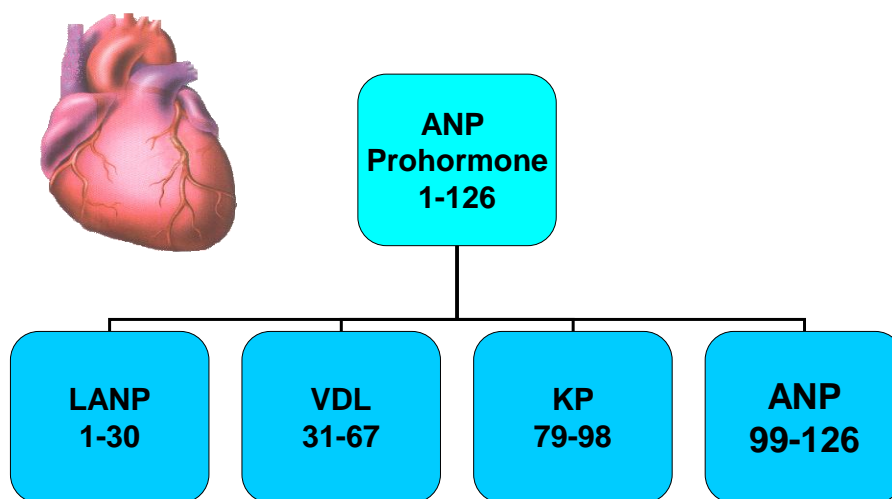 ANP
Prohormone
1-126
LANP
1-30
VDL
31-67
KP
79-98
ANP
99-126